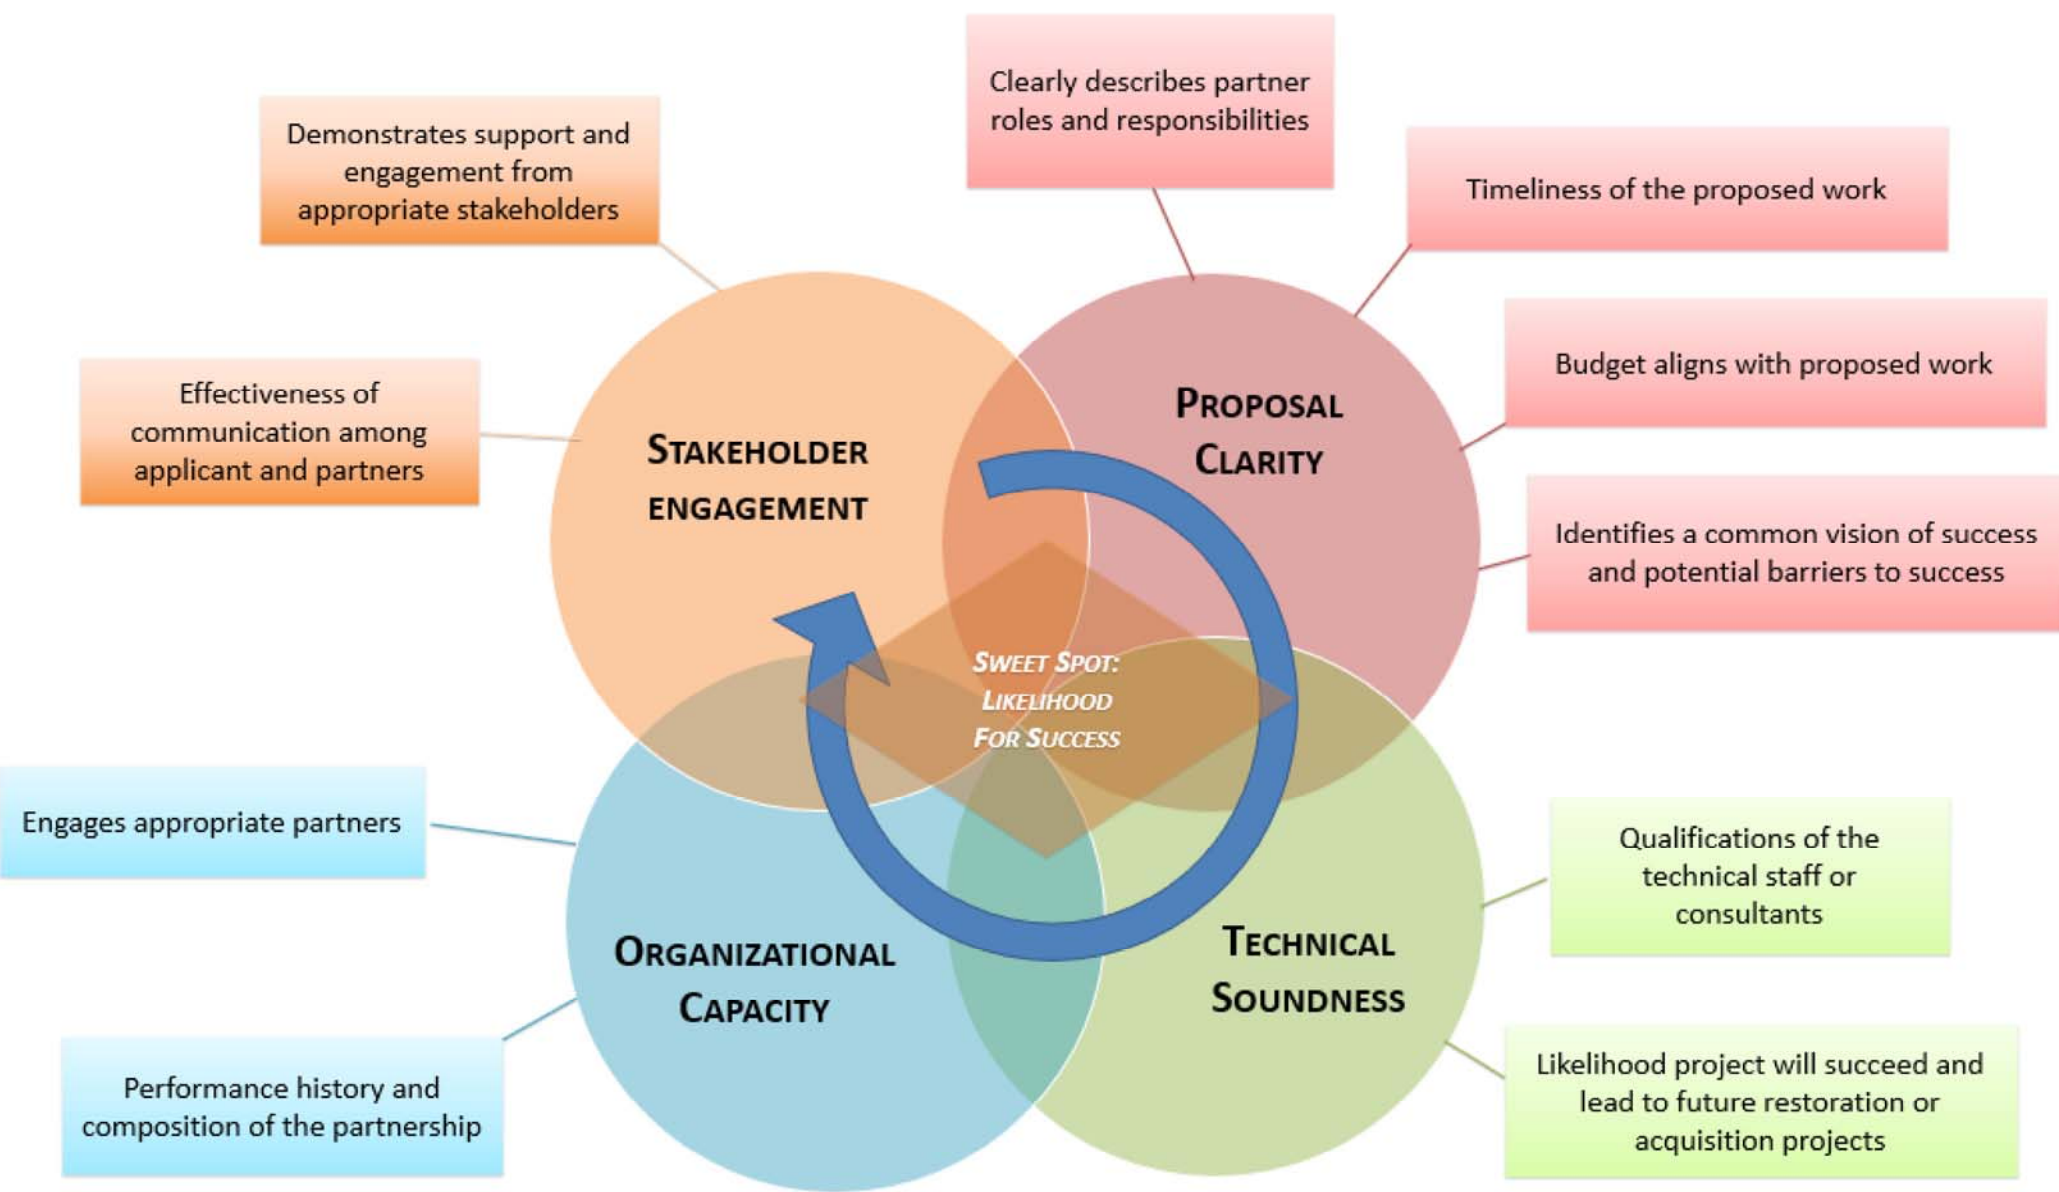 Clearly describes partner
roles and responsibilities
Demonstrates support and
engagement from
appropriate stakeholders
Timeliness of the proposed work
Budget aligns with proposed work
Effectiveness of
communication among
applicant and partners
PROPOSAL
CLARITY
STAKEHOLDER
ENGAGEMENT
Identifies a common vision of success
and potential barriers to success
SWEET SPOT:
LIKELIHOOD
FOR SUCCESS
Engages appropriate partners
Qualifications of the
technical staff or
consultants
ORGANIZATIONAL
CAPACITY
TECHNICAL
SOUNDNESS
Performance history and
composition of the partnership
Likelihood project will succeed and
lead to future restoration or
acquisition projects